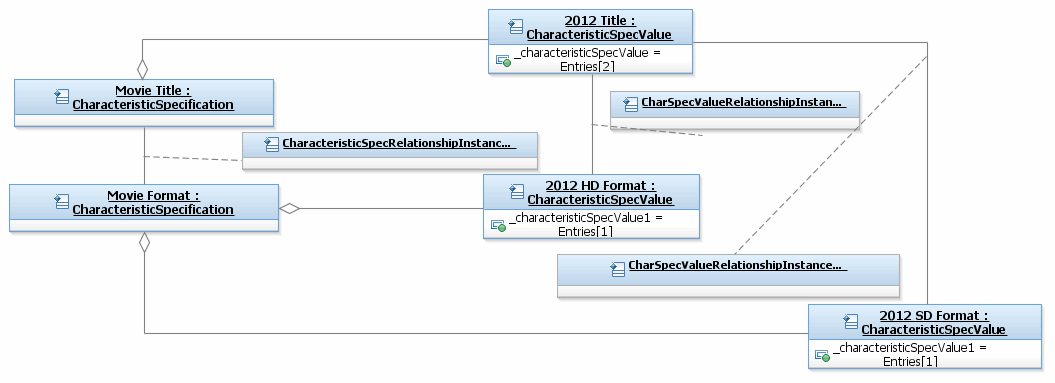 2012 Title :
CharacteristicSpecValue
_characteristicSpecValue =
Entries[2]
Movie Title :
CharacteristicSpecification
CharSpecValueRelationshipInstan...
CharacteristicSpecRelationshipInstanc...
Movie Format :
CharacteristicSpecification
2012 HD Format :
CharacteristicSpecValue
_characteristicSpecValue1 =
Entries[1]
CharSpecValueRelationshipInstance...
2012 SD Format :
CharacteristicSpecValue
_characteristicSpecValue1 =
Entries[1]